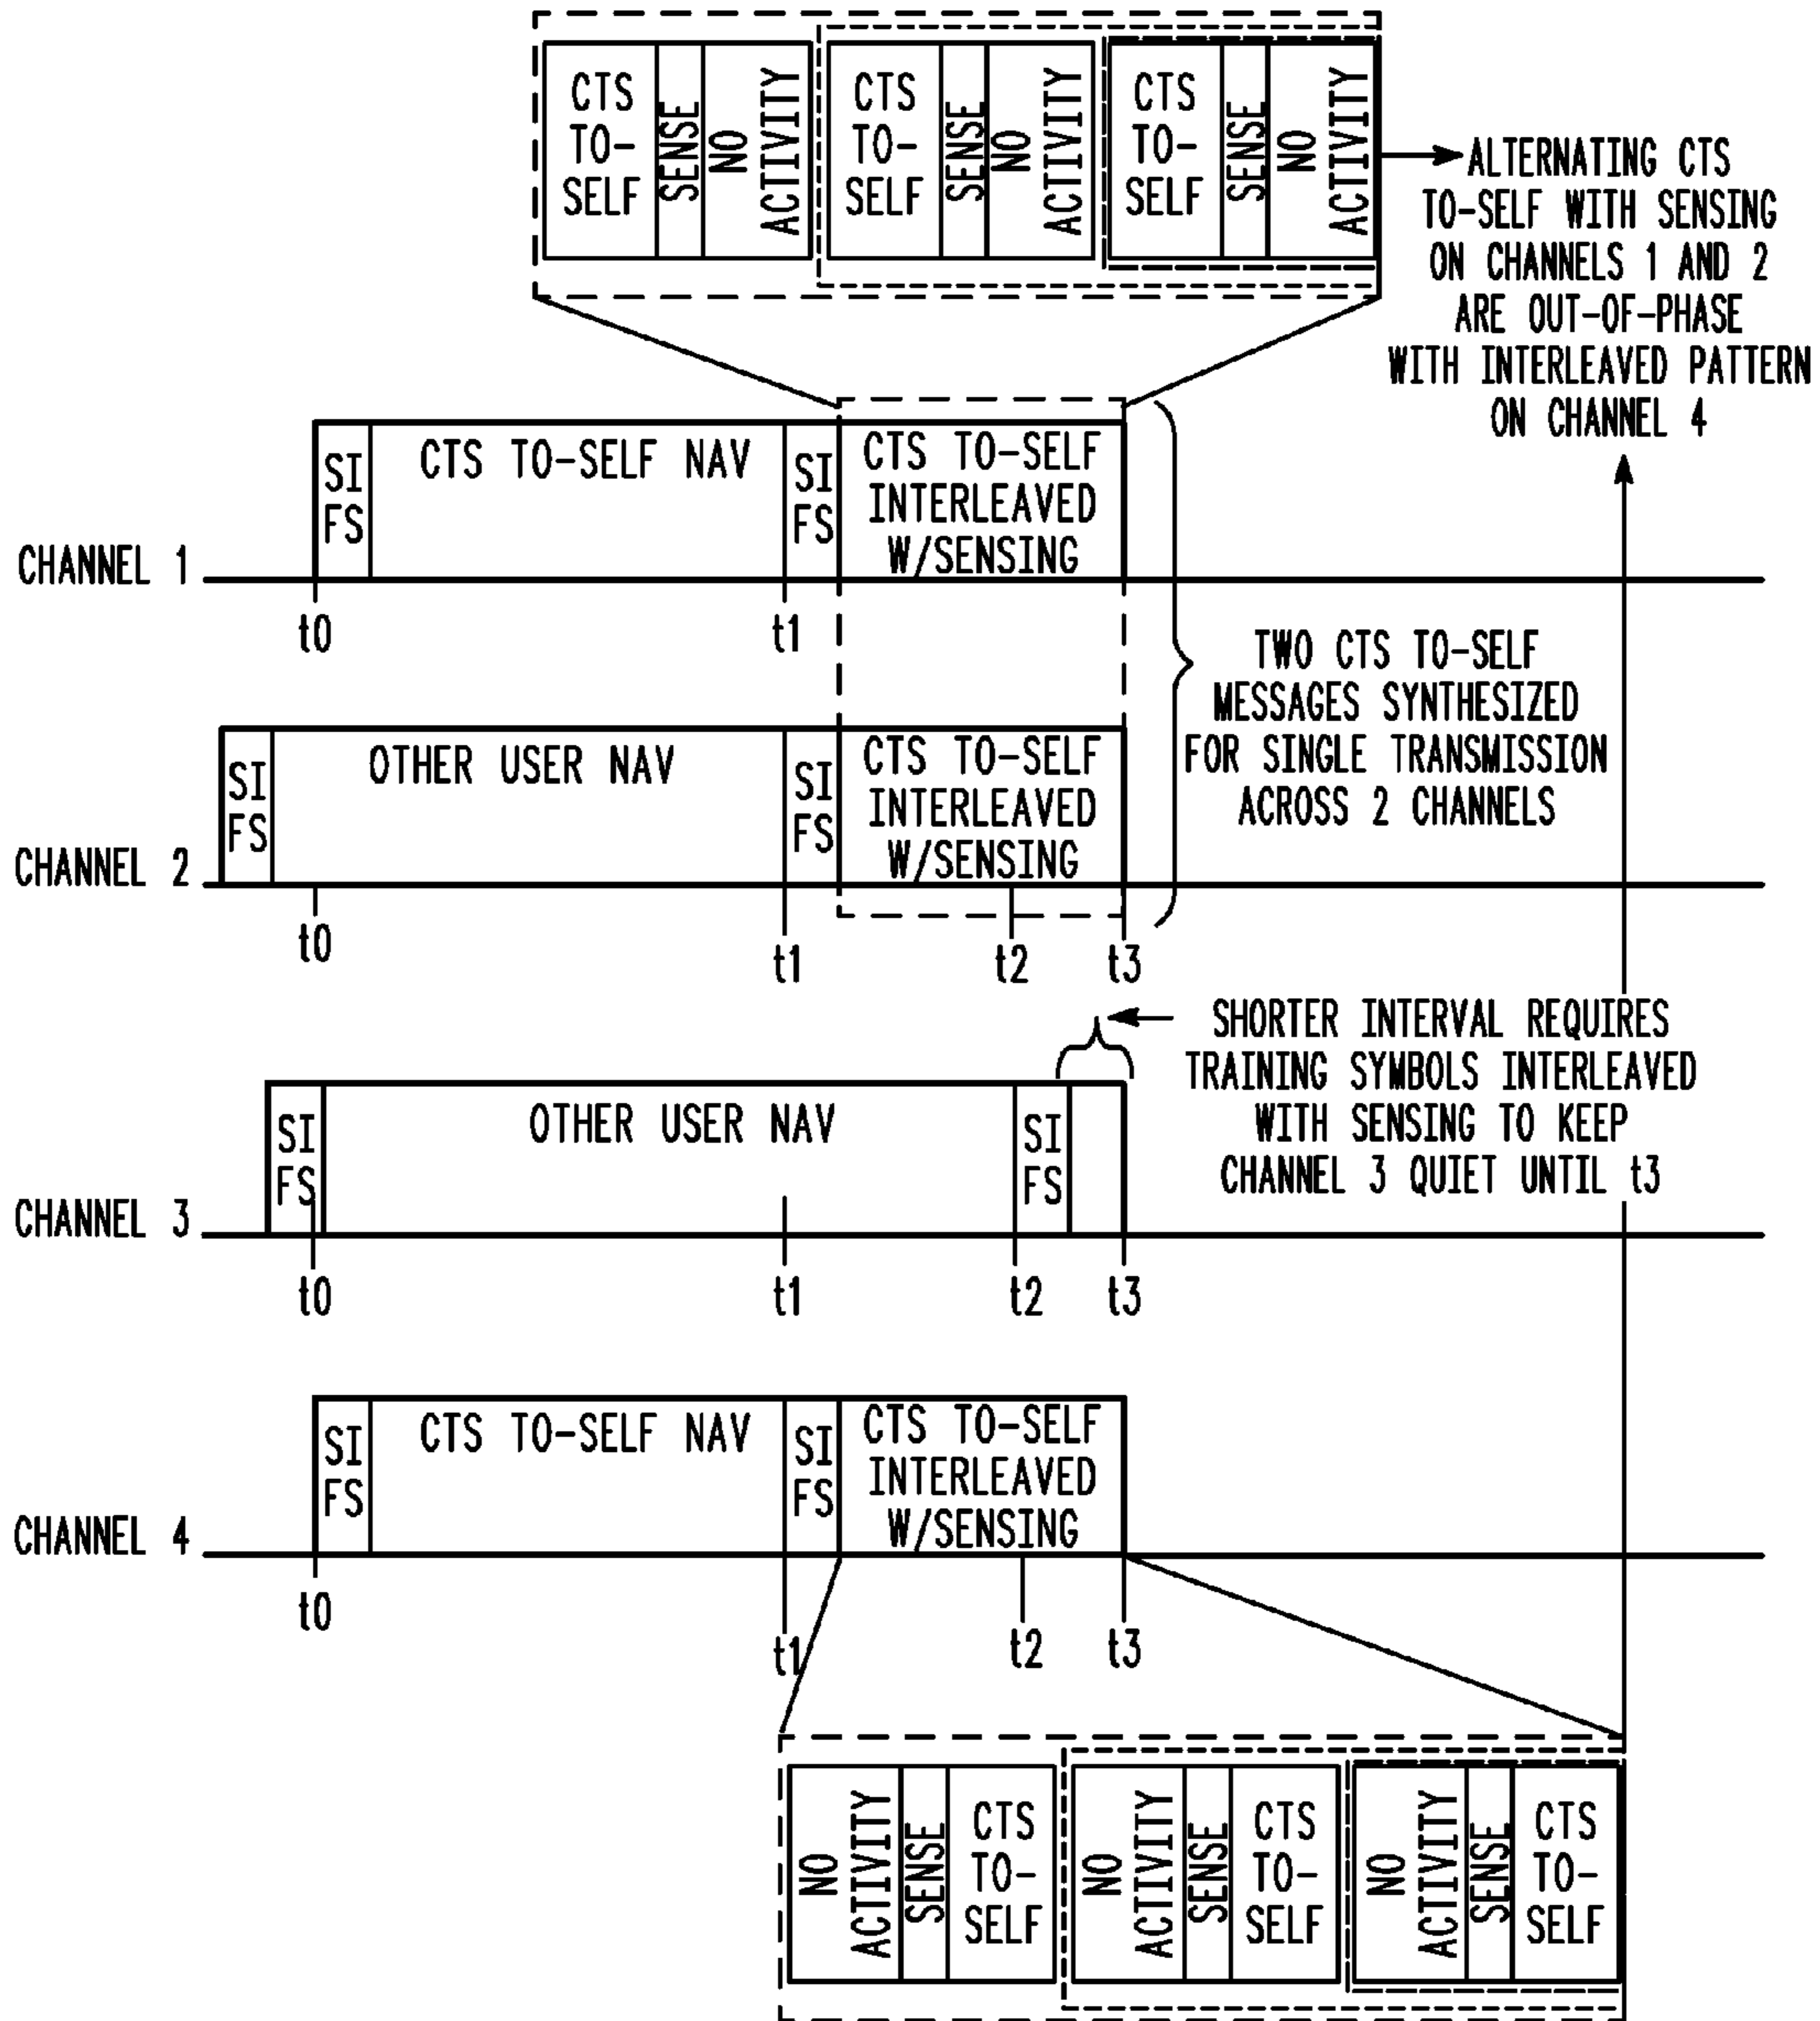 CTS
TO-
SELF
SENSE
NO
ACTIVITY
CTS
TO-
SELF
SENSE
NO
ACTIVITY
CTS
TO-
SELF
SENSE
NO
ACTIVITY
ALTERNATING CTS
TO-SELF WITH SENSING
ON CHANNELS 1 AND 2
ARE OUT-OF-PHASE
WITH INTERLEAVED PATTERN
ON CHANNEL 4
CHANNEL 1
SI
FS
CTS TO-SELF NAV
SI
FS
CTS TO-SELF
INTERLEAVED
W/SENSING
t0
t1
TWO CTS TO-SELF
MESSAGES SYNTHESIZED
FOR SINGLE TRANSMISSION
ACROSS 2 CHANNELS
CHANNEL 2
SI
FS
OTHER USER NAV
SI
FS
CTS TO-SELF
INTERLEAVED
W/SENSING
t0
t1
t2
t3
SHORTER INTERVAL REQUIRES
TRAINING SYMBOLS INTERLEAVED
WITH SENSING TO KEEP
CHANNEL 3 QUIET UNTIL t3
CHANNEL 3
SI
FS
OTHER USER NAV
SI
FS
t0
t1
t2
t3
CHANNEL 4
SI
FS
CTS TO-SELF NAV
SI
FS
CTS TO-SELF
INTERLEAVED
W/SENSING
t0
t1
t2
t3
NO
ACTIVITY
SENSE
CTS
TO-
SELF
NO
ACTIVITY
SENSE
CTS
TO-
SELF
NO
ACTIVITY
SENSE
CTS
TO-
SELF